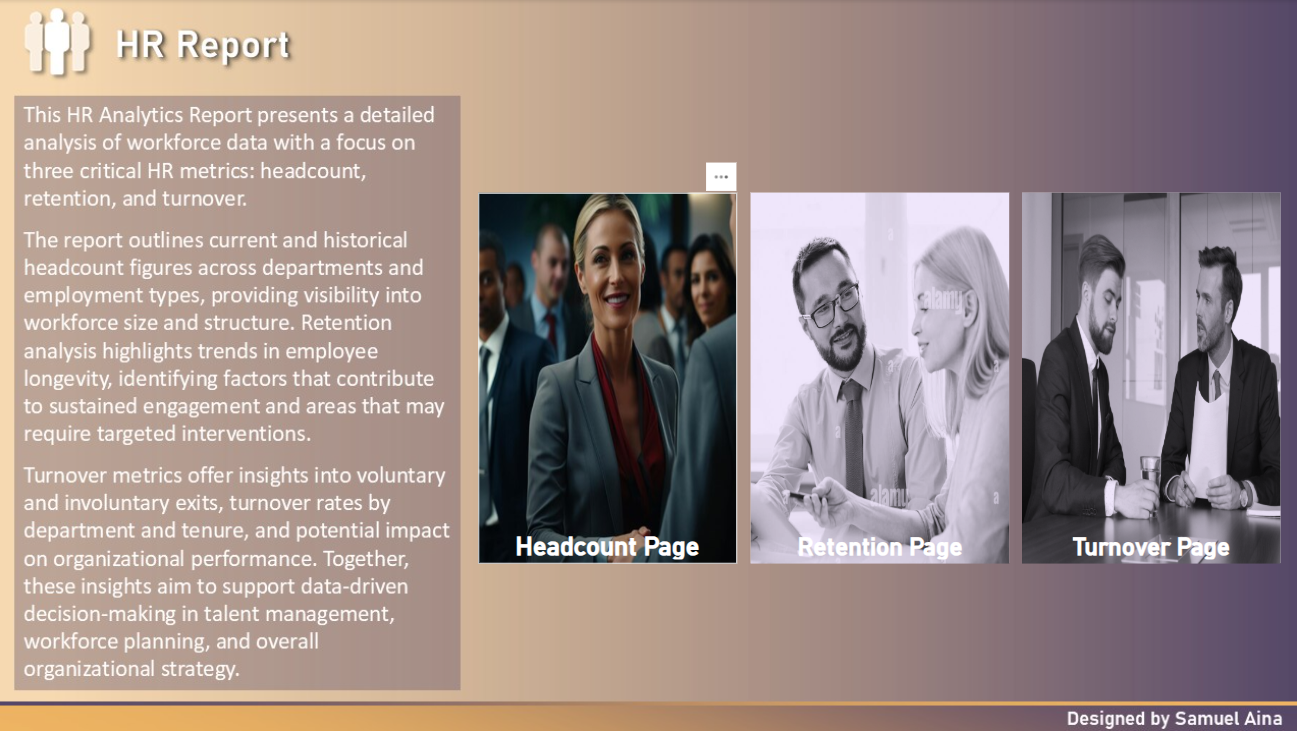 HR Report
This HR Analytics Report presents a detailed
analysis of workforce data with a focus on
three critical HR metrics: headcount,
retention, and turnover.
The report outlines current and historical
headcount figures across departments and
employment types, providing visibility into
workforce size and structure. Retention
analysis highlights trends in employee
longevity, identifying factors that contribute
to sustained engagement and areas that may
require targeted interventions.
Turnover metrics offer insights into voluntary
and involuntary exits, turnover rates by
department and tenure, and potential impact
on organizational performance. Together,
these insights aim to support data-driven
decision-making in talent management,
workforce planning, and overall
organizational strategy.
Headcount Page
a
alamy
a
a
a
alamy
a
Retention Page
Turnover Page
Designed by Samuel Aina